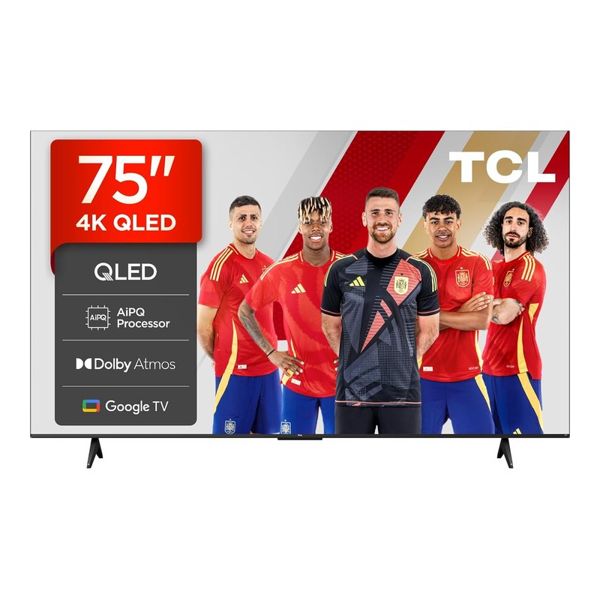 75"
4K QLED
QLED
AiPQ
AiPQ
Processor
Dolby Atmos
Google TV
TCL